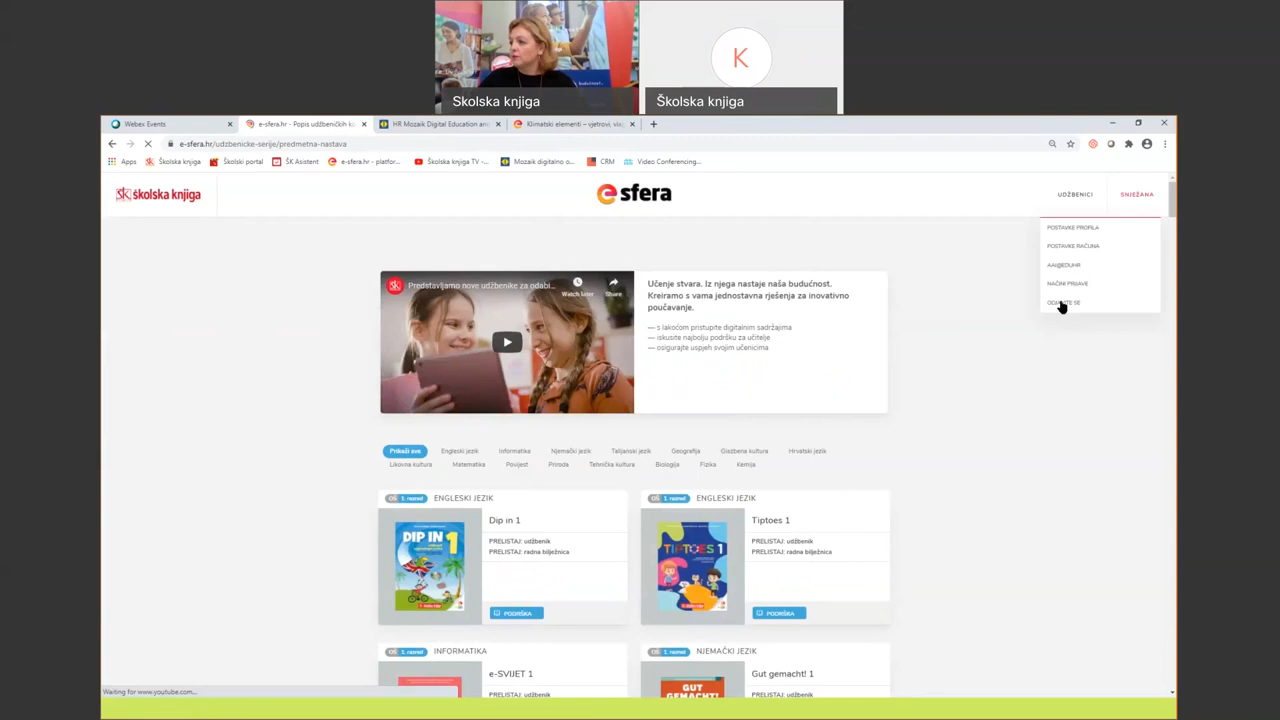 Skolska knjiga
K
Školska knjiga
Webex Events
e-sfera.hr - Popis udžbeničkih ko
HR Mozaik Digital Education and
Klimatski elementi – vjetrovi, vla
e-sfera.hr/udzbenicke-serije/predmetna-nastava
Apps
Školska knjiga
Školski portal
ŠK Asistent
e-sfera.hr - platfor...
Školska knjiga TV -...
Mozaik digitalno o...
CRM
Video Conferencing...
školska knjiga
e sfera
UDŽBENICI
SNJEŽANA
POSTAVKE PROFILA
POSTAVKE RAČUNA
AAI@EDUHR
NAČINI PRIJAVE
ODJAVITE SE
Predstavljamo nove udžbenike za odabi...
Watch later
Share
Učenje stvara. Iz njega nastaje naša budućnost.
Kreiramo s vama jednostavna rješenja za inovativno
poučavanje.
— s lakoćom pristupite digitalnim sadržajima
— iskusite najbolju podršku za učitelje
— osigurajte uspjeh svojim učenicima
Prikaži sva
Engleski jezik
Informatika
Njemački jezik
Talijanski jezik
Geografija
Glazbena kultura
Hrvatski jezik
Likovna kultura
Matematika
Povijest
Priroda
Tehnička kultura
Biologija
Fizika
Kemija
OŠ 1. razred ENGLESKI JEZIK
Dip in 1
PRELISTAJ: udžbenik
PRELISTAJ: radna bilježnica
DIP IN 1
PODRŠKA
OŠ 1. razred ENGLESKI JEZIK
Tiptoes 1
PRELISTAJ: udžbenik
PRELISTAJ: radna bilježnica
TIPTOES 1
PODRŠKA
OŠ 1. razred INFORMATIKA
e-SVIJET 1
PRELISTAJ: udžbenik
OŠ 1. razred NJEMAČKI JEZIK
Gut gemacht! 1
PRELISTAJ: udžbenik
GUT
GEMACHT!
Waiting for www.youtube.com...